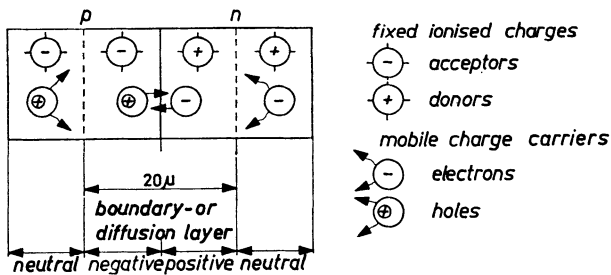 p n
20μ
boundary- or
diffusion layer
neutral negative positive neutral
fixed ionised charges
- acceptors
+ donors
mobile charge carriers
- electrons
+ holes